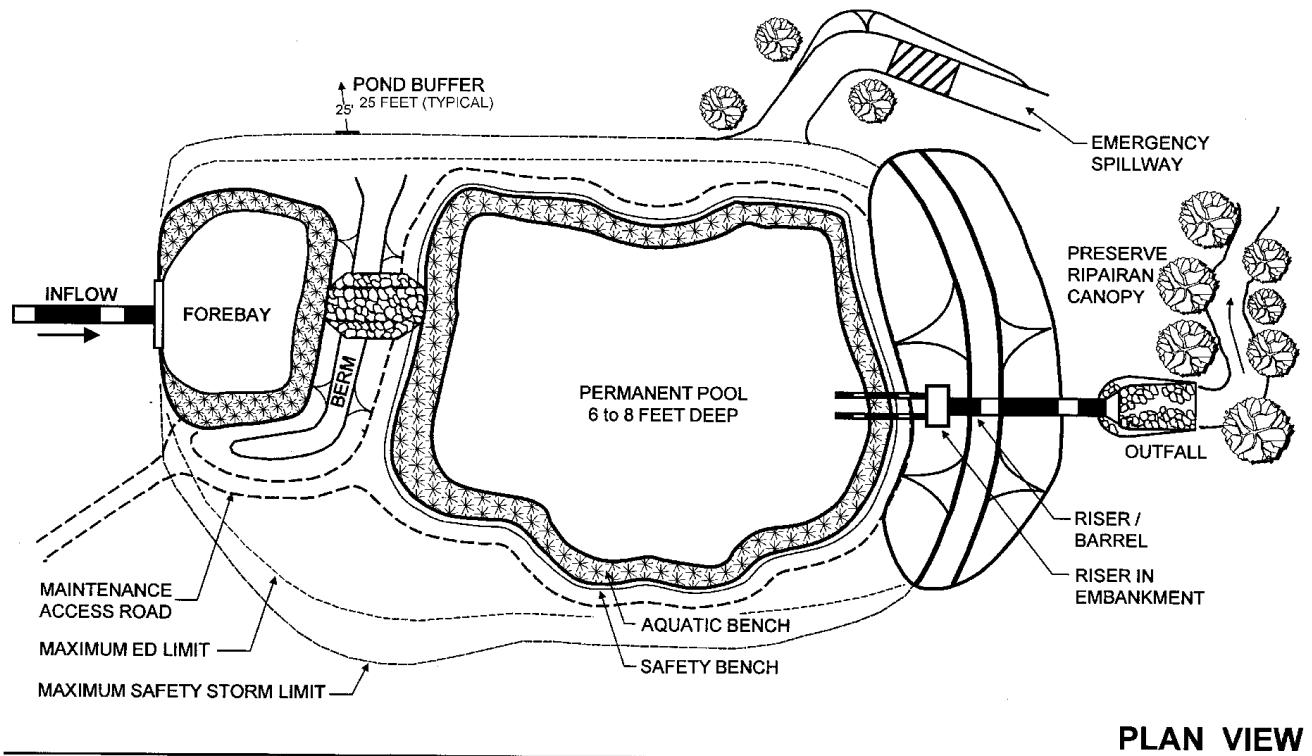 POND BUFFER
25' 25 FEET (TYPICAL)
EMERGENCY
SPILLWAY
PRESERVE
RIPAIRAN
CANOPY
INFLOW
FOREBAY
BERM
PERMANENT POOL
6 to 8 FEET DEEP
OUTFALL
RISER /
BARREL
RISER IN
EMBANKMENT
MAINTENANCE
ACCESS ROAD
AQUATIC BENCH
MAXIMUM ED LIMIT
SAFETY BENCH
MAXIMUM SAFETY STORM LIMIT
PLAN VIEW